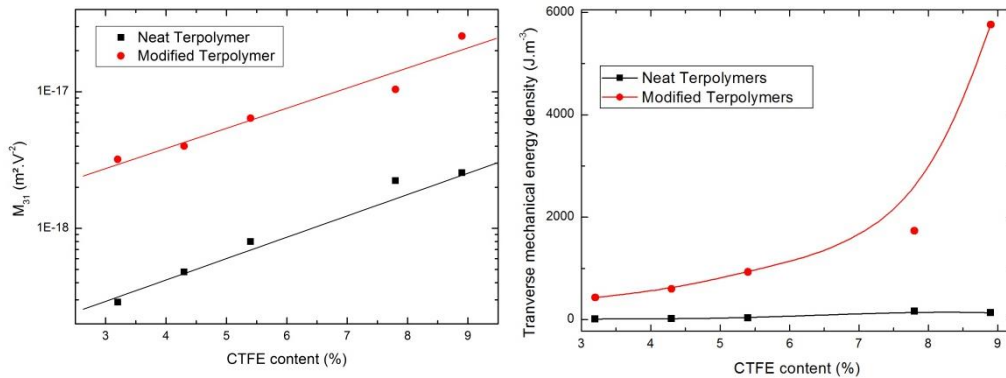 Neat Terpolymer
Modified Terpolymer
1E-17
1E-18
M31 (m².V⁻²)
3 4 5 6 7 8 9
CTFE content (%)
Neat Terpolymers
Modified Terpolymers
6000
4000
2000
0
Tranverse mechanical energy density (J.m⁻³)
3 4 5 6 7 8 9
CTFE content (%)